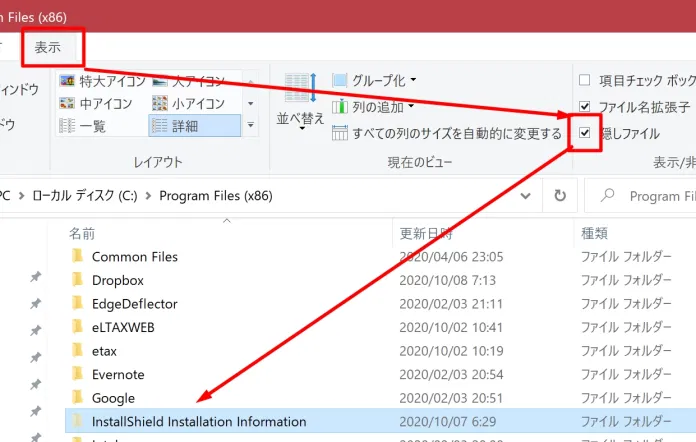 m Files (x86)
表示
特大アイコン 大アイコン
中アイコン 小アイコン
一覧 詳細
レイアウト
並べ替え
グループ化
列の追加
すべての列のサイズを自動的に変更する
現在のビュー
項目チェック ボック
ファイル名拡張子
隠しファイル
表示/非
ィンドウ
ドウ
PC > ローカル ディスク (C:) > Program Files (x86)
Program Fi
名前 更新日時 種類
Common Files 2020/04/06 23:05 ファイル フォルダー
Dropbox 2020/10/08 7:13 ファイル フォルダー
EdgeDeflector 2020/02/03 21:11 ファイル フォルダー
eLTAXWEB 2020/10/02 10:41 ファイル フォルダー
etax 2020/10/02 10:19 ファイル フォルダー
Evernote 2020/02/03 20:54 ファイル フォルダー
Google 2020/02/03 20:51 ファイル フォルダー
InstallShield Installation Information 2020/10/07 6:29 ファイル フォルダー